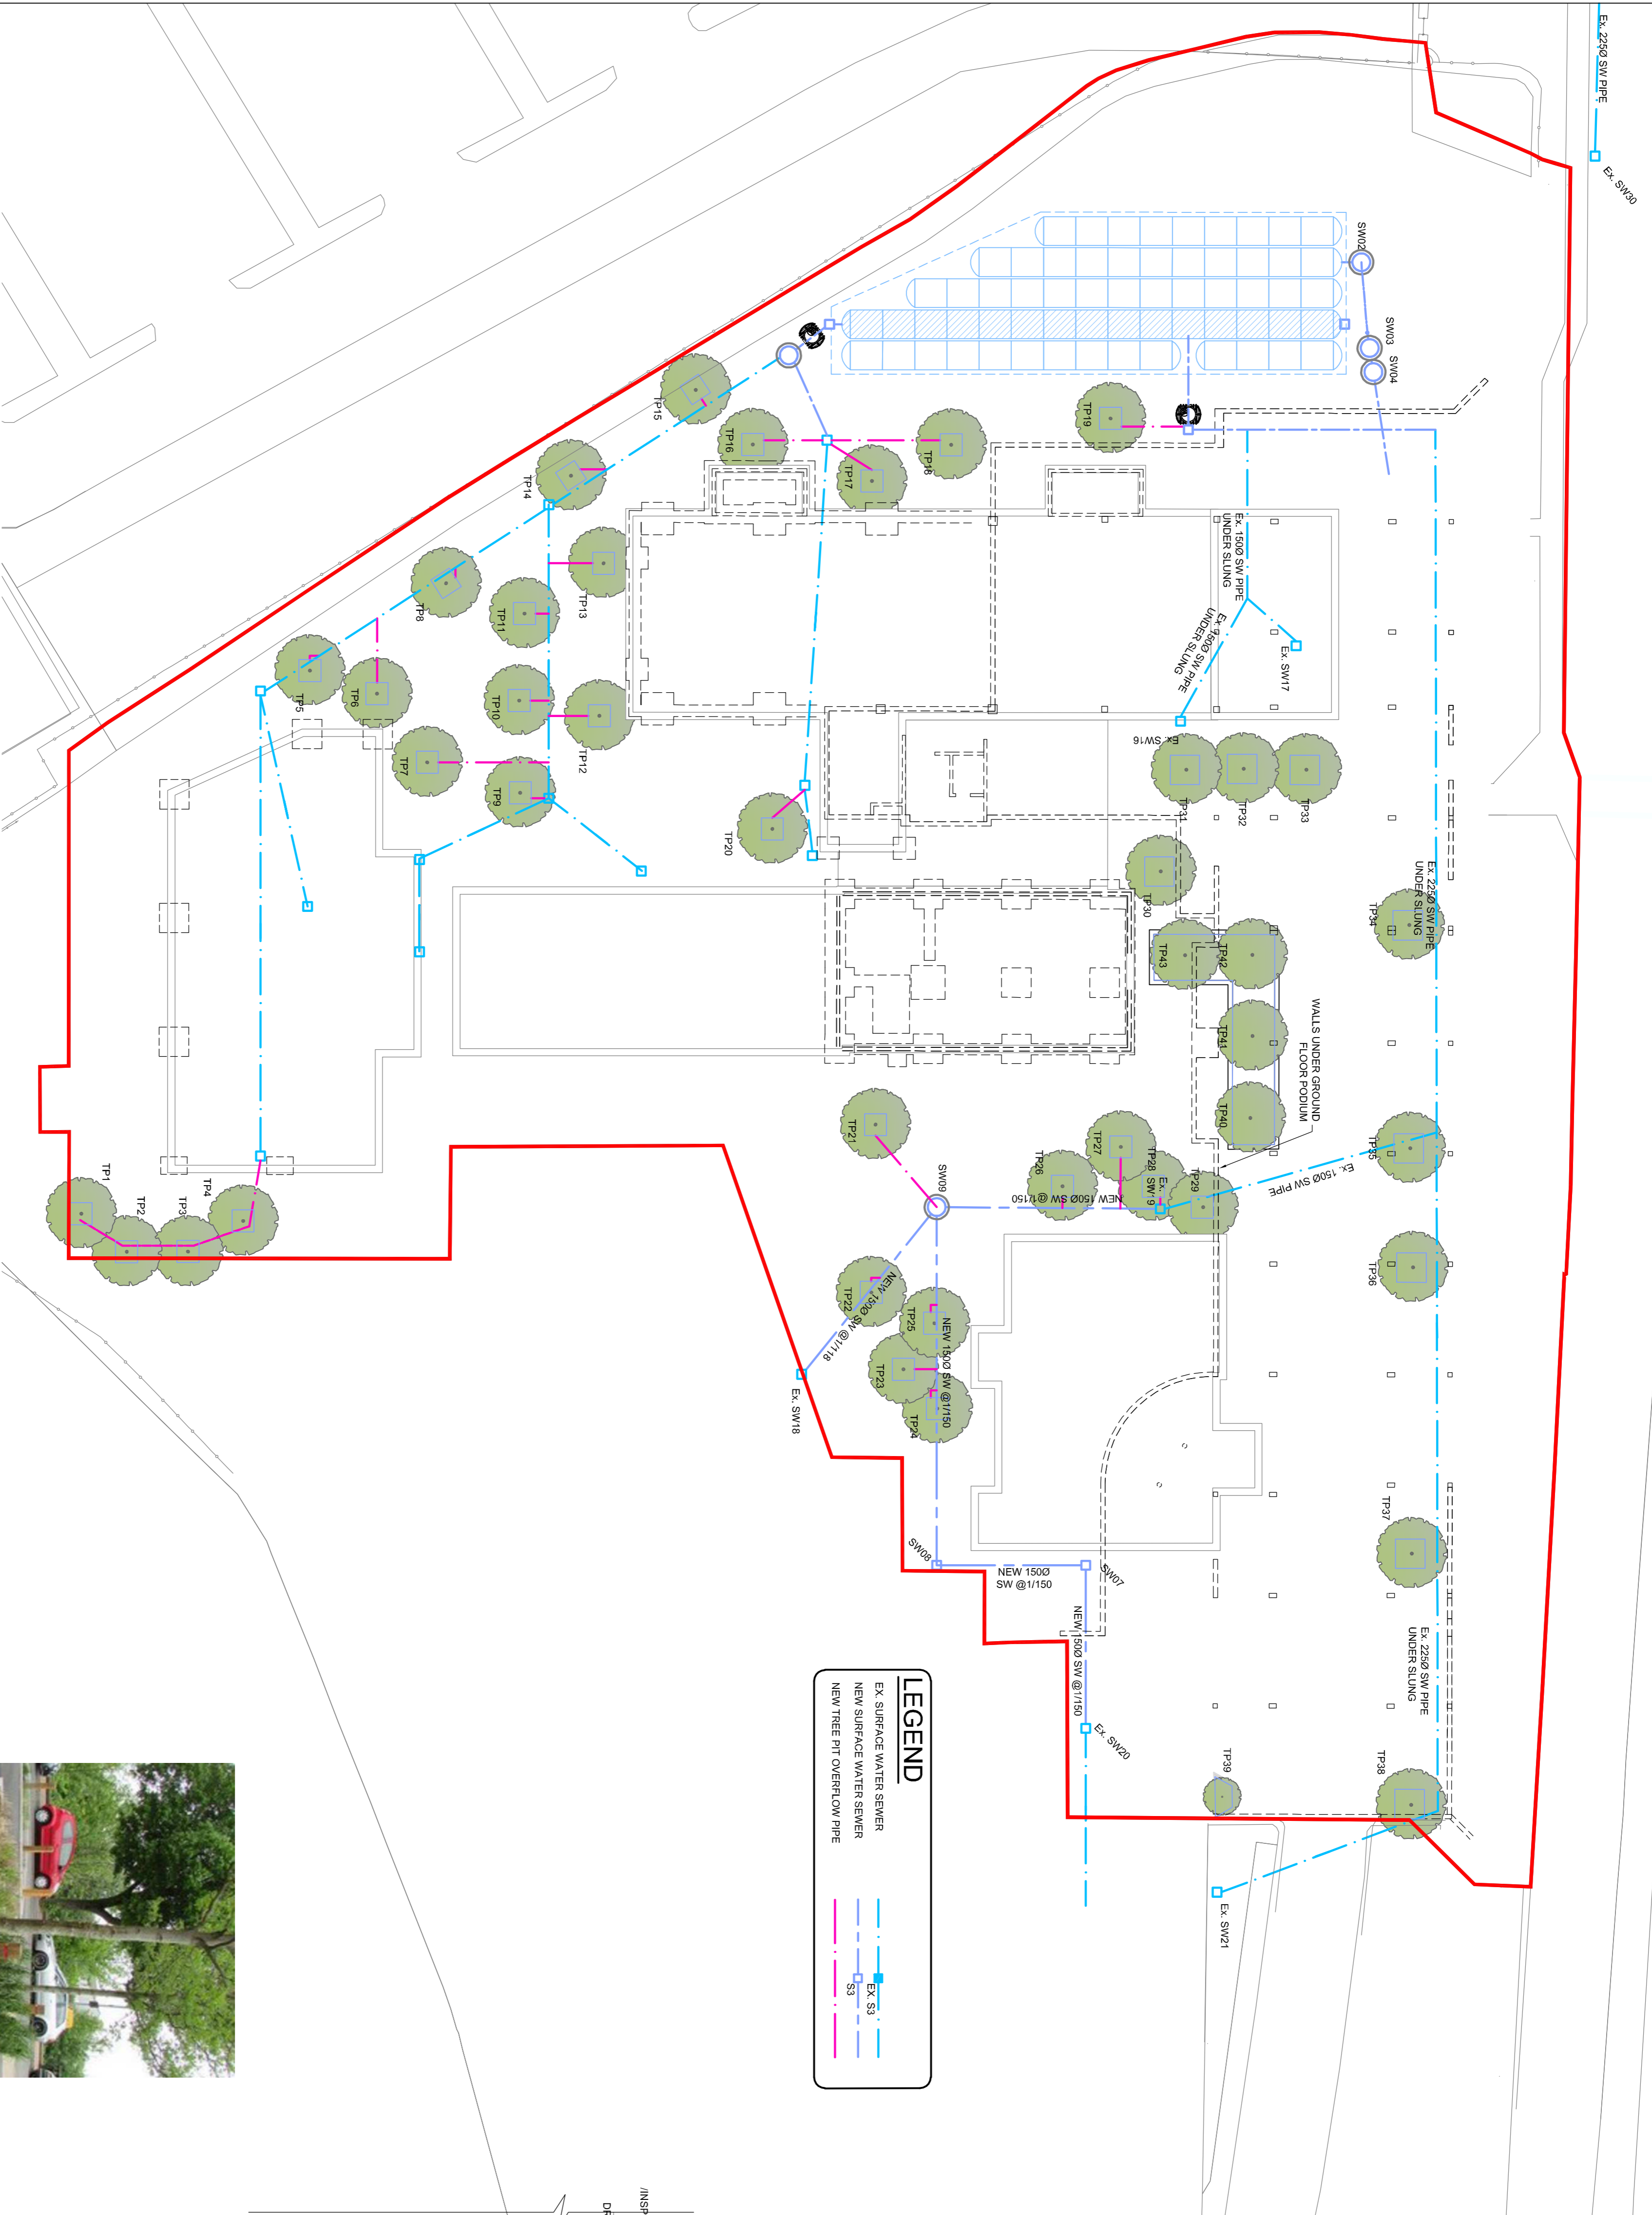 Ex. 225Ø SW PIPE
Ex. SW30
SW02
SW03
SW04
TP15
TP16
TP17
TP18
TP19
TP14
TP13
TP8
TP11
TP10
TP12
TP5
TP6
TP7
TP9
TP20
Ex. 150Ø SW PIPE
UNDER SLUNG
Ex. 150Ø SW PIPE
UNDER SLUNG
Ex. SW17
Ex. SW16
TP31
TP32
TP33
TP30
Ex. 225Ø SW PIPE
UNDER SLUNG
TP34
TP43
TP42
TP41
TP40
WALLS UNDER GROUND
FLOOR PODIUM
TP35
Ex. 150Ø SW PIPE
TP21
SW09
TP26
TP27
TP28
Ex.
SW19
TP29
NEW 150Ø SW @1/150
TP36
TP1
TP2
TP3
TP4
TP22
NEW 150Ø SW @1/118
TP25
TP23
TP24
NEW 150Ø SW @1/150
Ex. SW18
TP37
SW08
NEW 150Ø
SW @1/150
SW07
NEW 150Ø SW @1/150
Ex. SW20
Ex. 225Ø SW PIPE
UNDER SLUNG
TP38
TP39
Ex. SW21
LEGEND
EX. SURFACE WATER SEWER
EX. S3
NEW SURFACE WATER SEWER
S3
NEW TREE PIT OVERFLOW PIPE
/INSP
DR